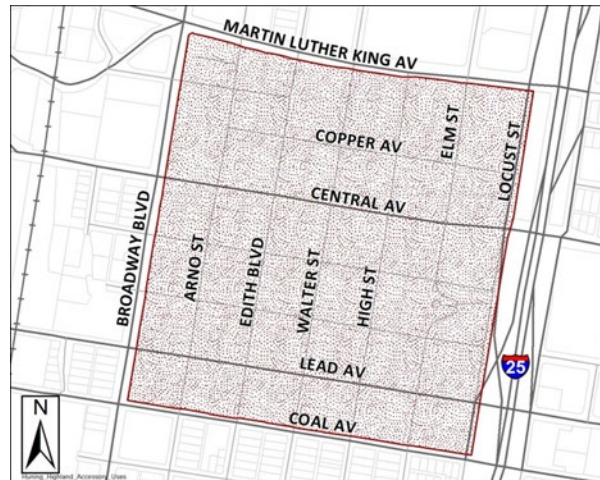 MARTIN LUTHER KING AV
COPPER AV
ELM ST
LOCUST ST
CENTRAL AV
BROADWAY BLVD
ARNO ST
EDITH BLVD
WALTER ST
HIGH ST
LEAD AV
25
COAL AV
N
Huning_Highland_Accessory_Uses